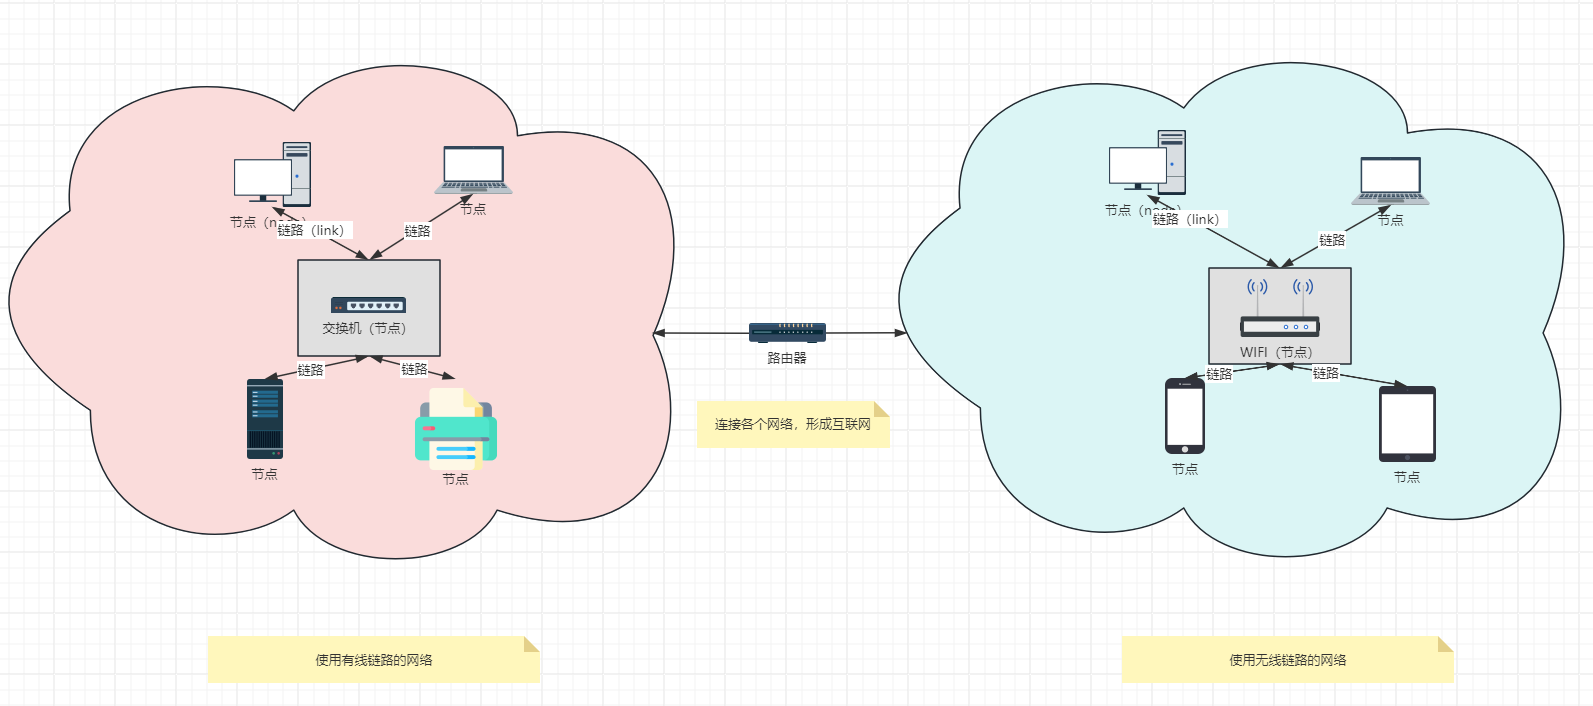 节点（no
链路（link）
节点
链路
交换机（节点）
链路
链路
节点
节点
使用有线链路的网络
路由器
连接各个网络，形成互联网
节点（no
链路（link）
节点
链路
WIFI（节点）
链路
链路
节点
节点
使用无线链路的网络